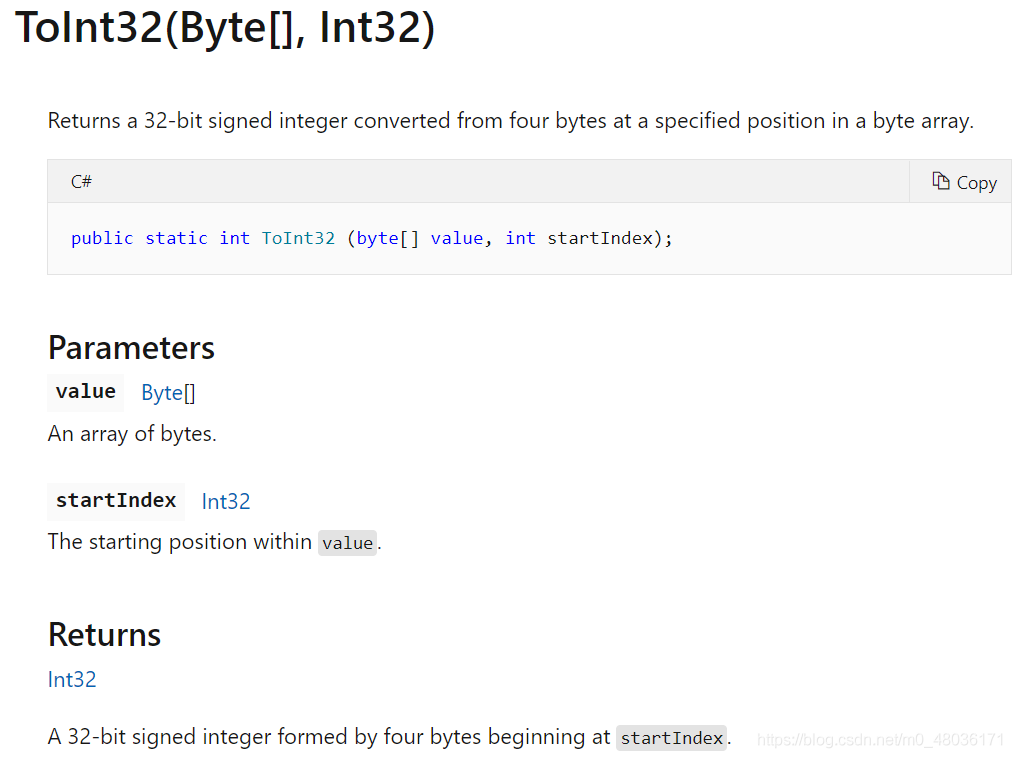 ToInt32(Byte[], Int32)
Returns a 32-bit signed integer converted from four bytes at a specified position in a byte array.
C#
Copy
public static int ToInt32 (byte[] value, int startIndex);
Parameters
value Byte[]
An array of bytes.
startIndex Int32
The starting position within value.
Returns
Int32
A 32-bit signed integer formed by four bytes beginning at startIndex.
https://blog.csdn.net/m0_48036171